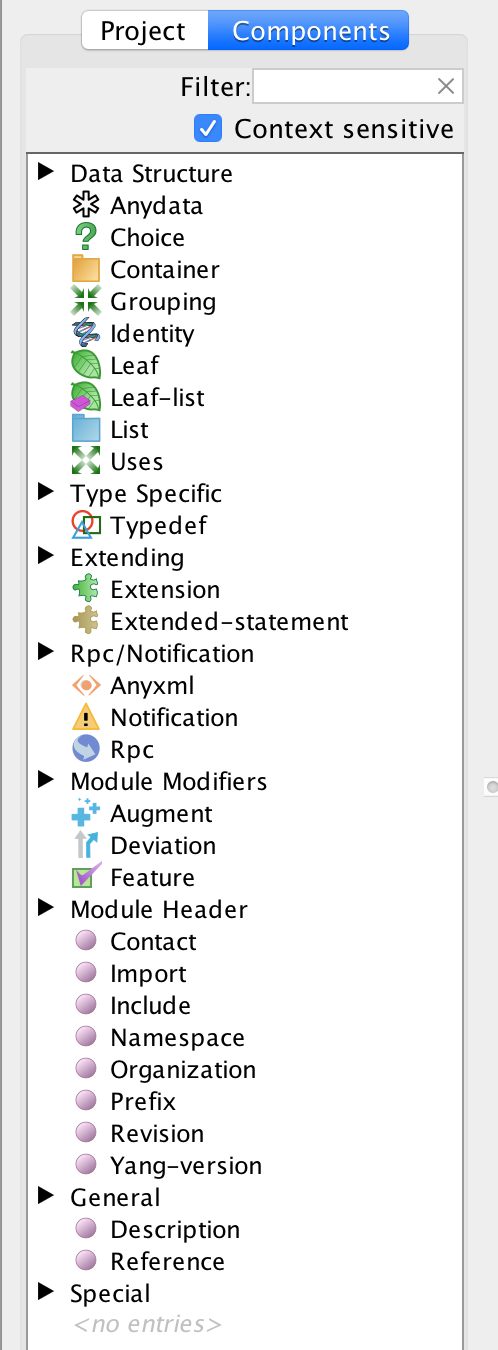 Project Components
Filter:
Context sensitive
Data Structure
Anydata
Choice
Container
Grouping
Identity
Leaf
Leaf-list
List
Uses
Type Specific
Typedef
Extending
Extension
Extended-statement
Rpc/Notification
Anyxml
Notification
Rpc
Module Modifiers
Augment
Deviation
Feature
Module Header
Contact
Import
Include
Namespace
Organization
Prefix
Revision
Yang-version
General
Description
Reference
Special
<no entries>